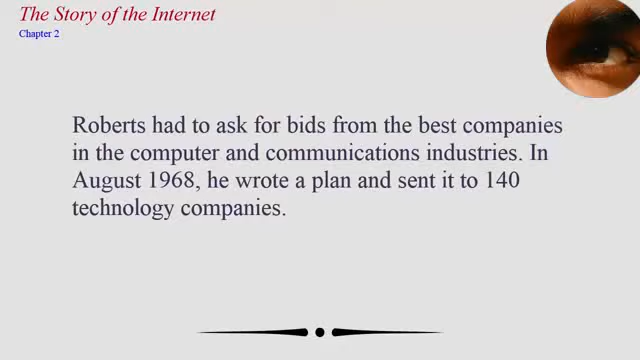 The Story of the Internet
Chapter 2
Roberts had to ask for bids from the best companies
in the computer and communications industries. In
August 1968, he wrote a plan and sent it to 140
technology companies.